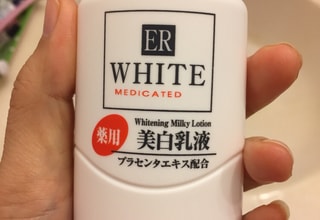 ER
WHITE
MEDICATED
Whitening Milky Lotion
薬用 美白乳液
プラセンタエキス配合